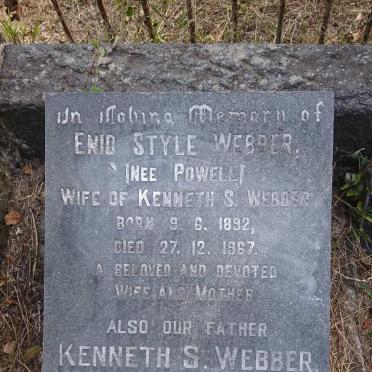 In Loving Memory of
ENID STYLE WEBBER.
(NEE POWELL)
WIFE OF KENNETH S. WEBBER
BORN 9. 6. 1892,
DIED 27. 12. 1967.
A BELOVED AND DEVOTED
WIFE AND MOTHER
ALSO OUR FATHER
KENNETH S. WEBBER